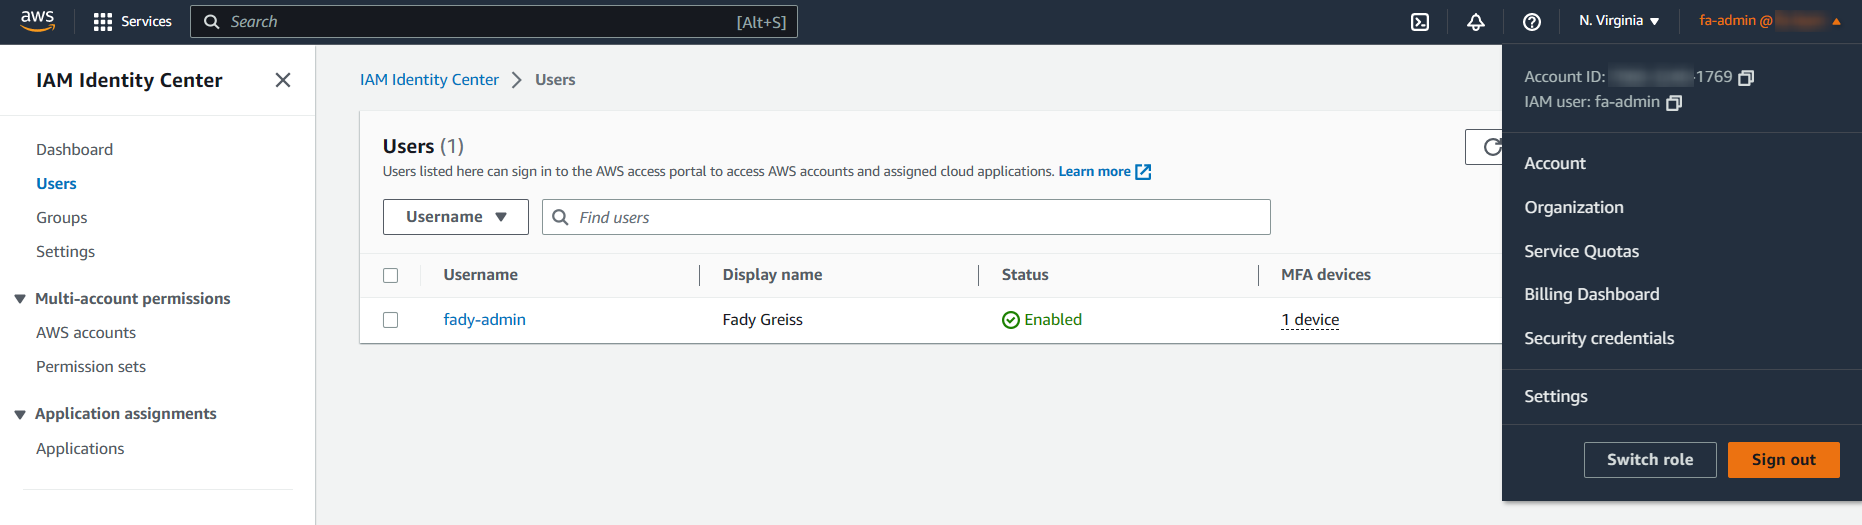 aws
Services
Search
[Alt+S]
N. Virginia
fa-admin @
IAM Identity Center
Dashboard
Users
Groups
Settings
Multi-account permissions
AWS accounts
Permission sets
Application assignments
Applications
IAM Identity Center
Users
Users (1)
Users listed here can sign in to the AWS access portal to access AWS accounts and assigned cloud applications. Learn more
Username
Find users
Username
Display name
Status
MFA devices
fady-admin
Fady Greiss
Enabled
1 device
Account ID: -1769
IAM user: fa-admin
Account
Organization
Service Quotas
Billing Dashboard
Security credentials
Settings
Switch role
Sign out